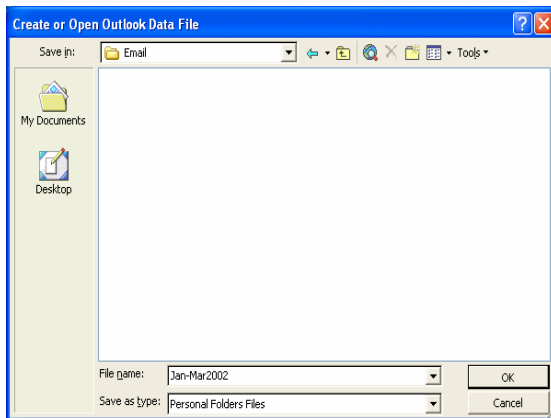 Create or Open Outlook Data File
Save in: Email Tools
My Documents
Desktop
File name: Jan-Mar2002 OK
Save as type: Personal Folders Files Cancel